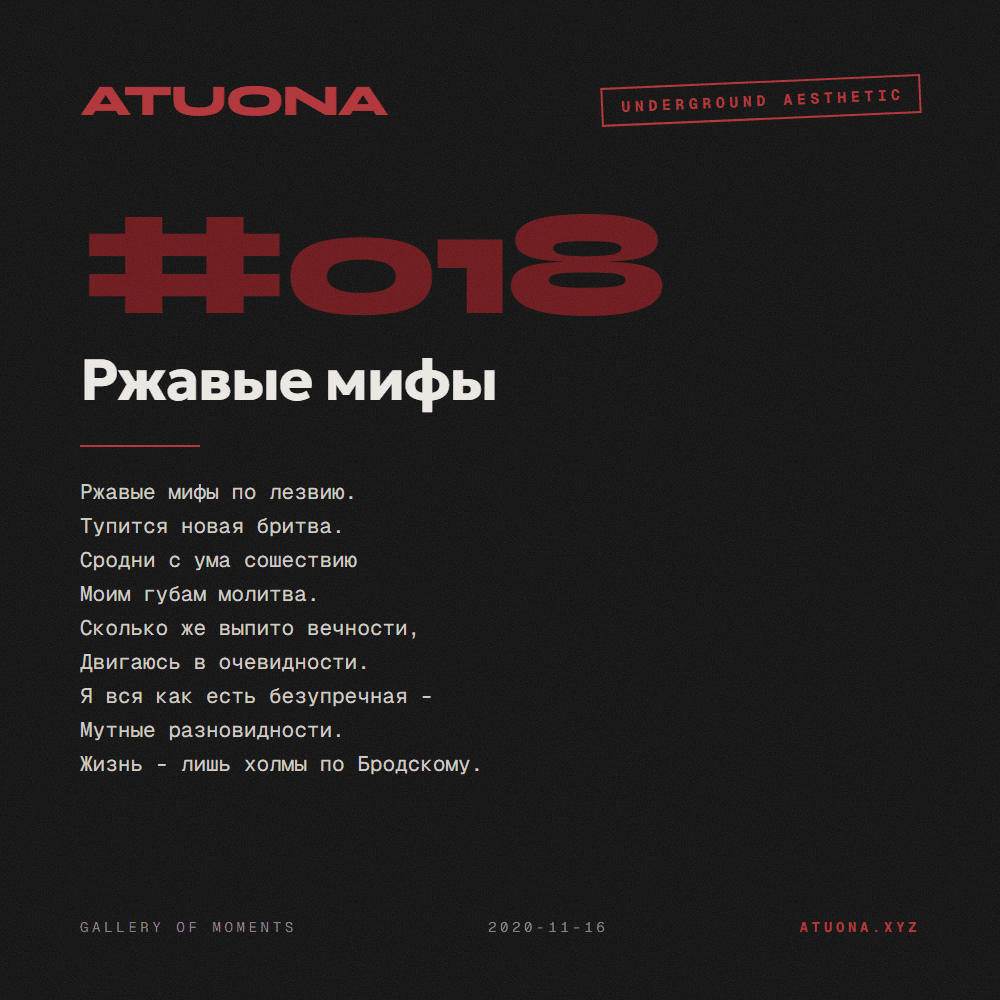 ATUONA
UNDERGROUND AESTHETIC
#018
Ржавые мифы
Ржавые мифы по лезвию.
Тупится новая бритва.
Сродни с ума сошествию
Моим губам молитва.
Сколько же выпито вечности,
Двигаюсь в очевидности.
Я вся как есть безупречная -
Мутные разновидности.
Жизнь - лишь холмы по Бродскому.
GALLERY OF MOMENTS
2020-11-16
ATUONA.XYZ